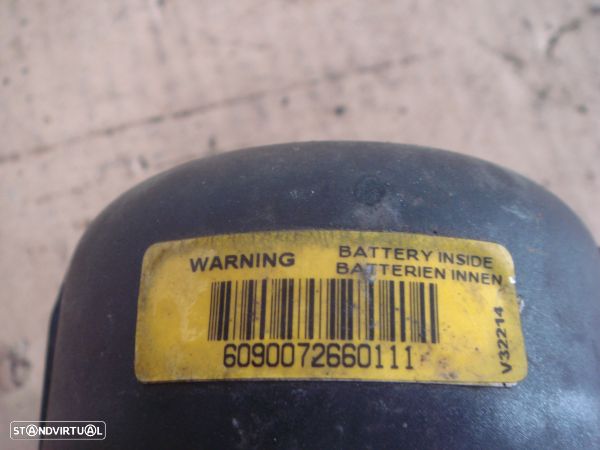 WARNING
BATTERY INSIDE
BATTERIEN INNEN
6090072660111
V32214
STANDVIRTUAL